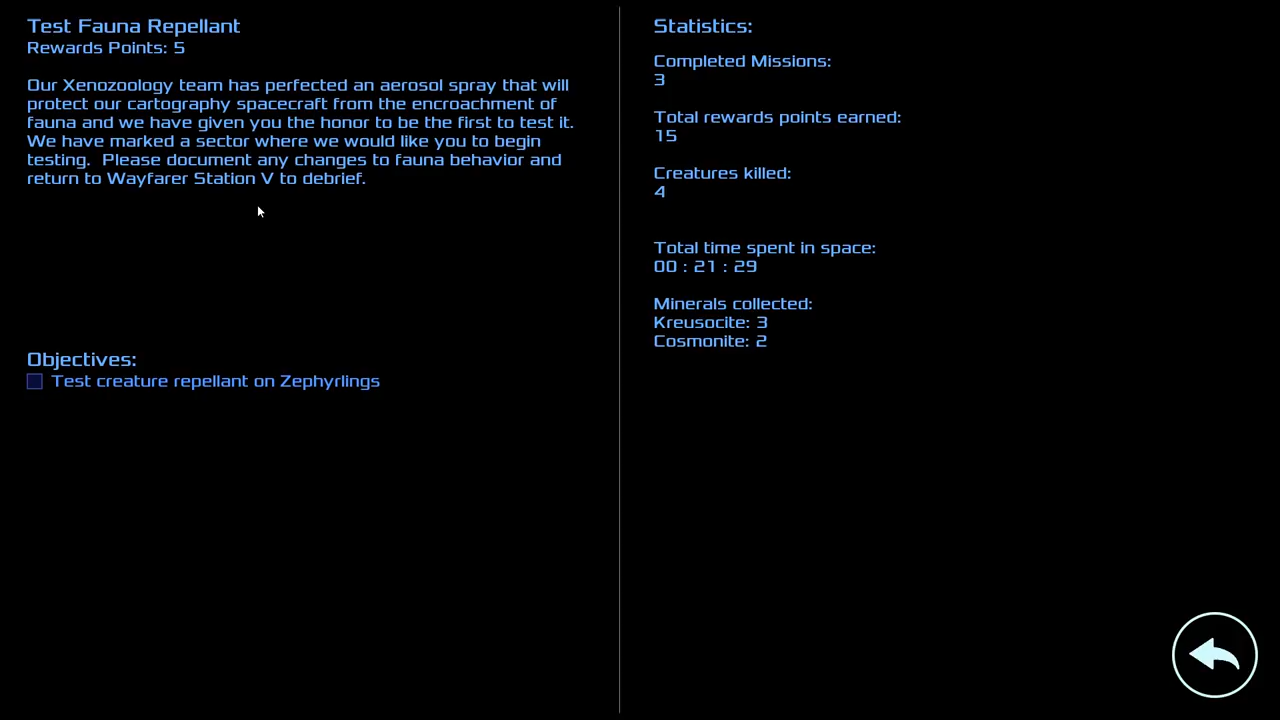 Test Fauna Repellant
Rewards Points: 5
Our Xenozoology team has perfected an aerosol spray that will
protect our cartography spacecraft from the encroachment of
fauna and we have given you the honor to be the first to test it.
We have marked a sector where we would like you to begin
testing.  Please document any changes to fauna behavior and
return to Wayfarer Station V to debrief.
Objectives:
Test creature repellant on Zephyrlings
Statistics:
Completed Missions:
3
Total rewards points earned:
15
Creatures killed:
4
Total time spent in space:
00 : 21 : 29
Minerals collected:
Kreusocite: 3
Cosmonite: 2